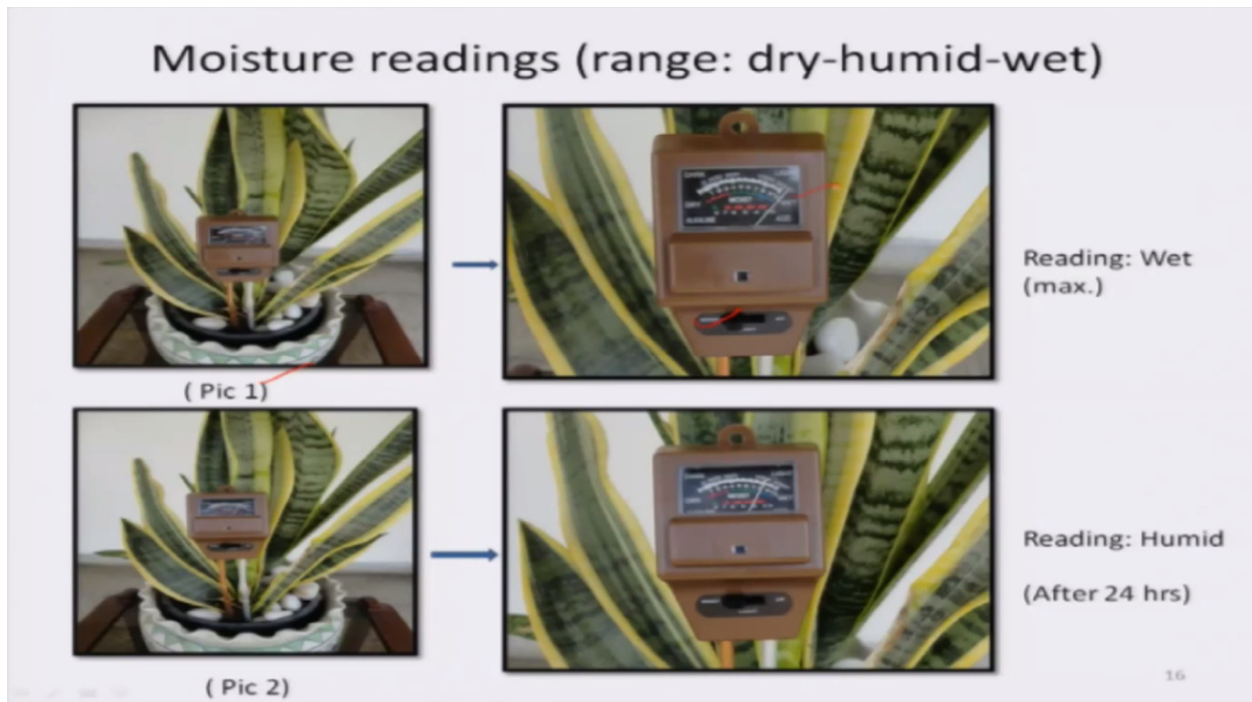 Moisture readings (range: dry-humid-wet)
Reading: Wet
(max.)
( Pic 1)
Reading: Humid
(After 24 hrs)
( Pic 2)
16